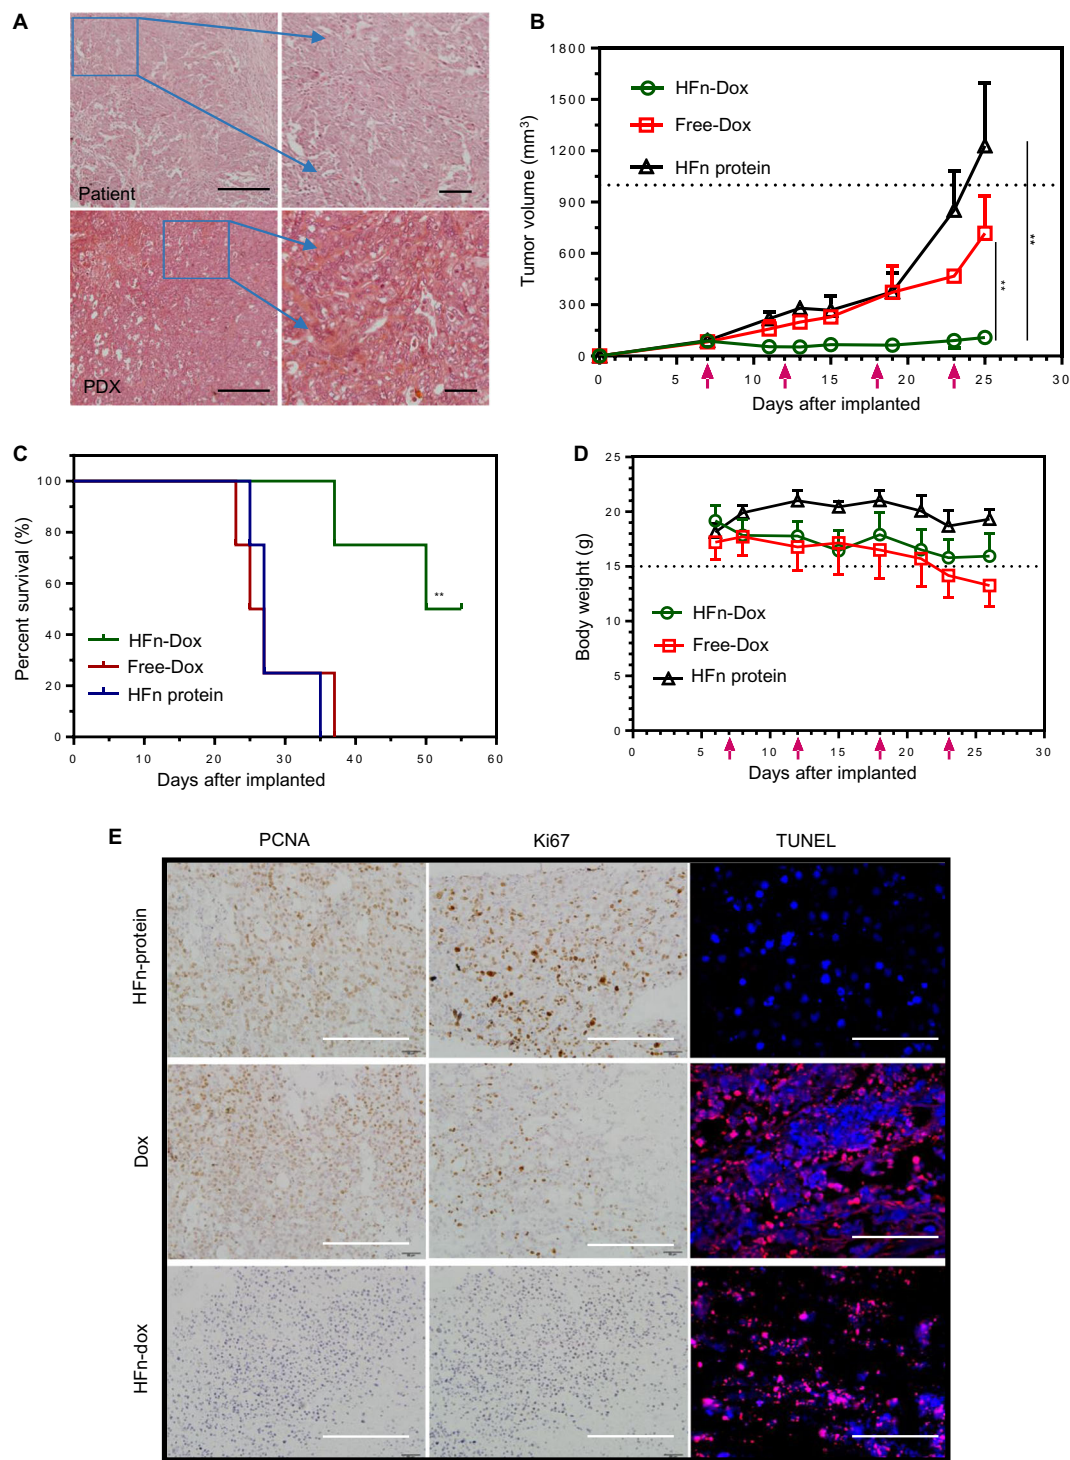 A
Patient
PDX
B
Tumor volume (mm³)
1800
1500
1200
900
600
300
0
HFn-Dox
Free-Dox
HFn protein
**
**
0 5 10 15 20 25 30
Days after implanted
C
Percent survival (%)
100
80
60
40
20
0
**
HFn-Dox
Free-Dox
HFn protein
0 10 20 30 40 50 60
Days after implanted
D
Body weight (g)
25
20
15
10
5
0
HFn-Dox
Free-Dox
HFn protein
0 5 10 15 20 25 30
Days after implanted
E
PCNA Ki67 TUNEL
HFn-protein
Dox
HFn-dox